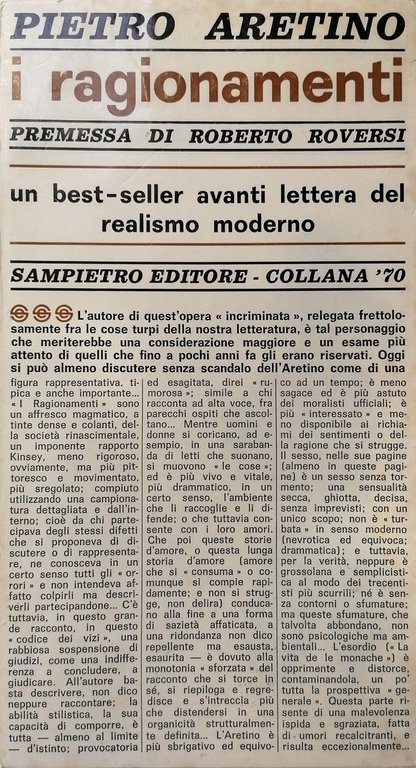 PIETRO ARETINO
i ragionamenti
PREMESSA DI ROBERTO ROVERSI
un best-seller avanti lettera del
realismo moderno
SAMPIETRO EDITORE - COLLANA '70
L'autore di quest'opera « incriminata », relegata frettolo-
samente fra le cose turpi della nostra letteratura, è tal personaggio
che meriterebbe una considerazione maggiore e un esame più
attento di quelli che fino a pochi anni fa gli erano riservati. Oggi
si può almeno discutere senza scandalo dell'Aretino come di una
figura rappresentativa, ti-
pica e anche importante...
« I Ragionamenti » sono
un affresco magmatico, a
tinte dense e colanti, del-
la società rinascimentale,
un imponente rapporto
Kinsey, meno rigoroso,
ovviamente, ma più pit-
toresco e movimentato,
più sregolato; compiuto
utilizzando una campiona-
tura dettagliata e dall'in-
terno; cioè da chi parte-
cipava degli stessi difetti
che si proponeva di di-
scutere o di rappresenta-
re, ne conosceva in un
certo senso tutti gli « or-
rori » e non intendeva af-
fatto colpirli ma descri-
verli partecipandone... C'è
tuttavia, in questo gran-
de racconto, in questo
« codice dei vizi », una
rabbiosa sospensione di
giudizi, come una indiffe-
renza a concludere, a
giudicare. All'autore ba-
sta descrivere, non dico
neppure raccontare; la
abilità stilistica, la sua
capacità di comporre, è
tutta — almeno al limite
— d'istinto; provocatoria
ed esagitata, direi « ru-
morosa »; simile a chi
racconta ad alta voce, fra
parecchi ospiti che ascol-
tano... Mentre uomini e
donne si coricano, ad e-
sempio, in una saraban-
da di letti che suonano,
si muovono « le cose »;
ed è più vivo e vitale,
più drammatico, in un
certo senso, l'ambiente
che li raccoglie e li di-
fende; o che tuttavia con-
sente con i loro amori.
Che poi queste storie
d'amore, o questa lunga
storia d'amore (amore
che si « consuma » o co-
munque si compie rapi-
damente; e non si strug-
ge, non delira) conduca-
no alla fine a una forma
di sazietà affaticata, a
una ridondanza non dico
repellente ma esausta,
esaurita — è dovuto alla
monotonia « sforzata » del
racconto che si torce in
sé, si riepiloga e regre-
disce e s'intreccia più
che distendersi in una
organicità strutturalmen-
te definita... L'Aretino è
più sbrigativo ed equivo-
co ad un tempo; è meno
sagace ed è più astuto
dei moralisti ufficiali; è
più « interessato » e me-
no disponibile ai richia-
mi dei sentimenti o del-
la ragione che si strugge.
Il sesso, nelle sue pagine
(almeno in queste pagi-
ne) è un sesso senza tor-
mento; una sensualità
secca, ghiotta, decisa,
senza imprevisti; con un
unico scopo; non è « tur-
bata » in senso moderno
(nevrotica ed equivoca;
drammatica); e tuttavia,
per la verità, neppure è
grossolana e semplicisti-
ca al modo dei trecenti-
sti più scurrili; né è sen-
za contorni o sfumature;
ma queste sfumature, che
talvolta abbondano, non
sono psicologiche ma am-
bientali... L'esordio (« La
vita de le monache ») è
opprimente e distorce,
contaminandola, un po'
tutta la prospettiva « ge-
nerale ». Questa parte ri-
sente di una malevolenza
ispida e sgraziata, fatta
di umori recalcitranti, e
risulta eccezionalmente...